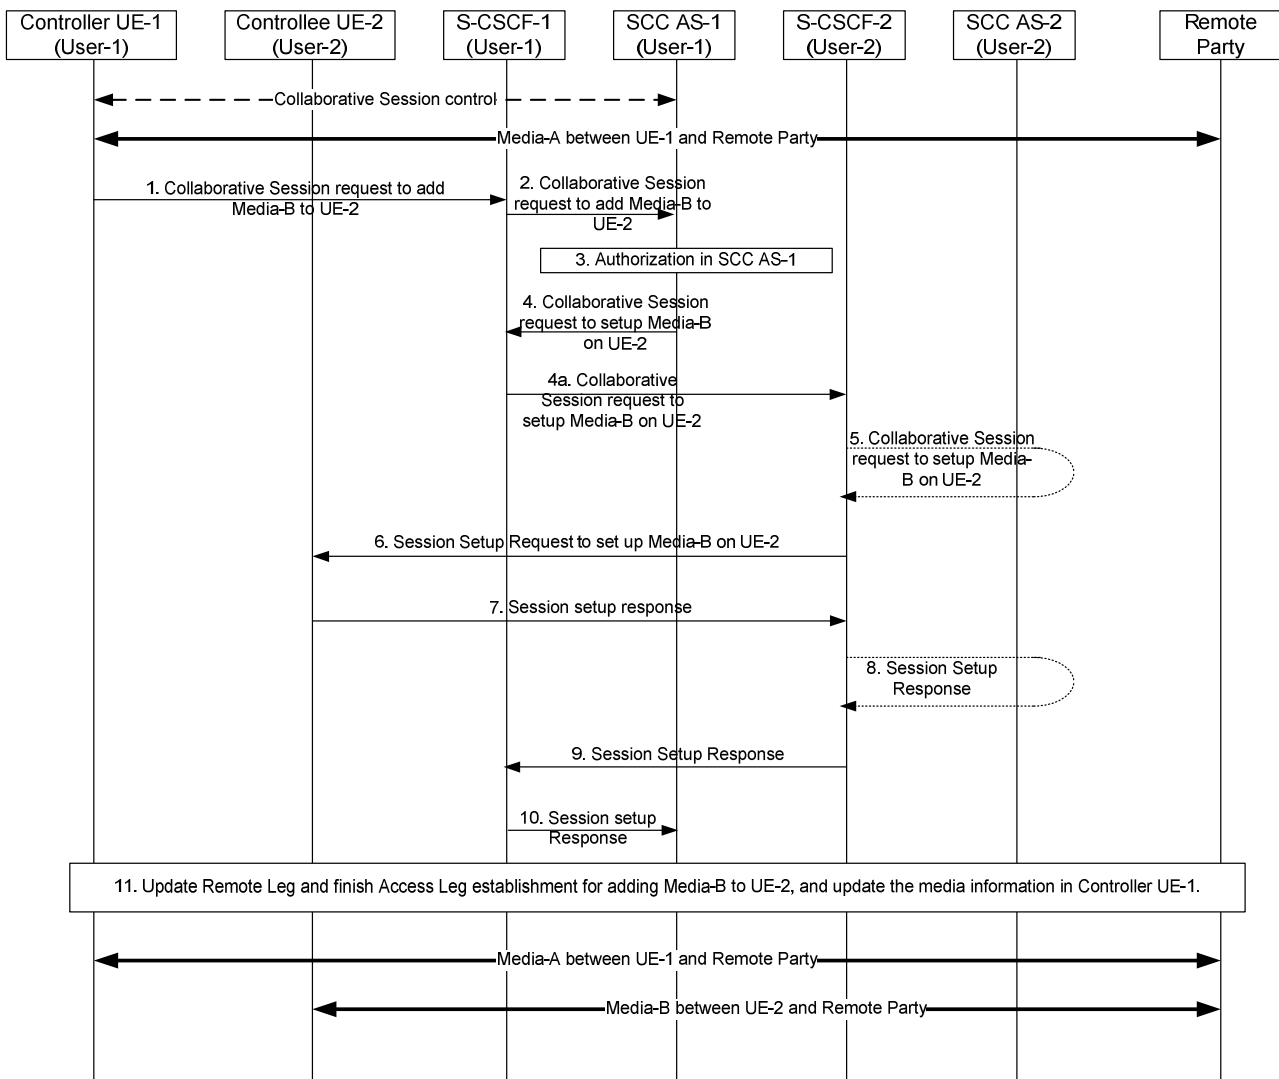 Controller UE-1
(User-1)
Controllee UE-2
(User-2)
S-CSCF-1
(User-1)
SCC AS-1
(User-1)
S-CSCF-2
(User-2)
SCC AS-2
(User-2)
Remote
Party
Collaborative Session control
Media-A between UE-1 and Remote Party
1. Collaborative Session request to add
Media-B to UE-2
2. Collaborative Session
request to add Media-B to
UE-2
3. Authorization in SCC AS-1
4. Collaborative Session
request to setup Media-B
on UE-2
4a. Collaborative
Session request to
setup Media-B on UE-2
5. Collaborative Session
request to setup Media-
B on UE-2
6. Session Setup Request to set up Media-B on UE-2
7. Session setup response
8. Session Setup
Response
9. Session Setup Response
10. Session setup
Response
11. Update Remote Leg and finish Access Leg establishment for adding Media-B to UE-2, and update the media information in Controller UE-1.
Media-A between UE-1 and Remote Party
Media-B between UE-2 and Remote Party